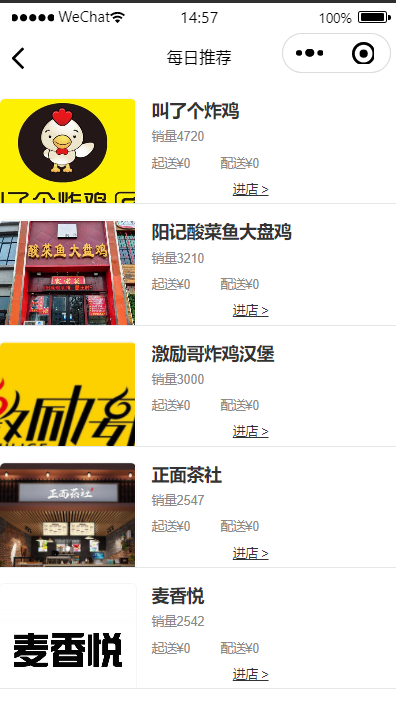 WeChat
14:57
100%
每日推荐
叫了个炸鸡
销量4720
起送¥0 配送¥0
进店 >
叫了个炸鸡
阳记酸菜鱼大盘鸡
销量3210
起送¥0 配送¥0
进店 >
酸菜鱼大盘鸡
激励哥炸鸡汉堡
销量3000
起送¥0 配送¥0
进店 >
激励哥
正面茶社
销量2547
起送¥0 配送¥0
进店 >
正面茶社
麦香悦
销量2542
起送¥0 配送¥0
进店 >
麦香悦